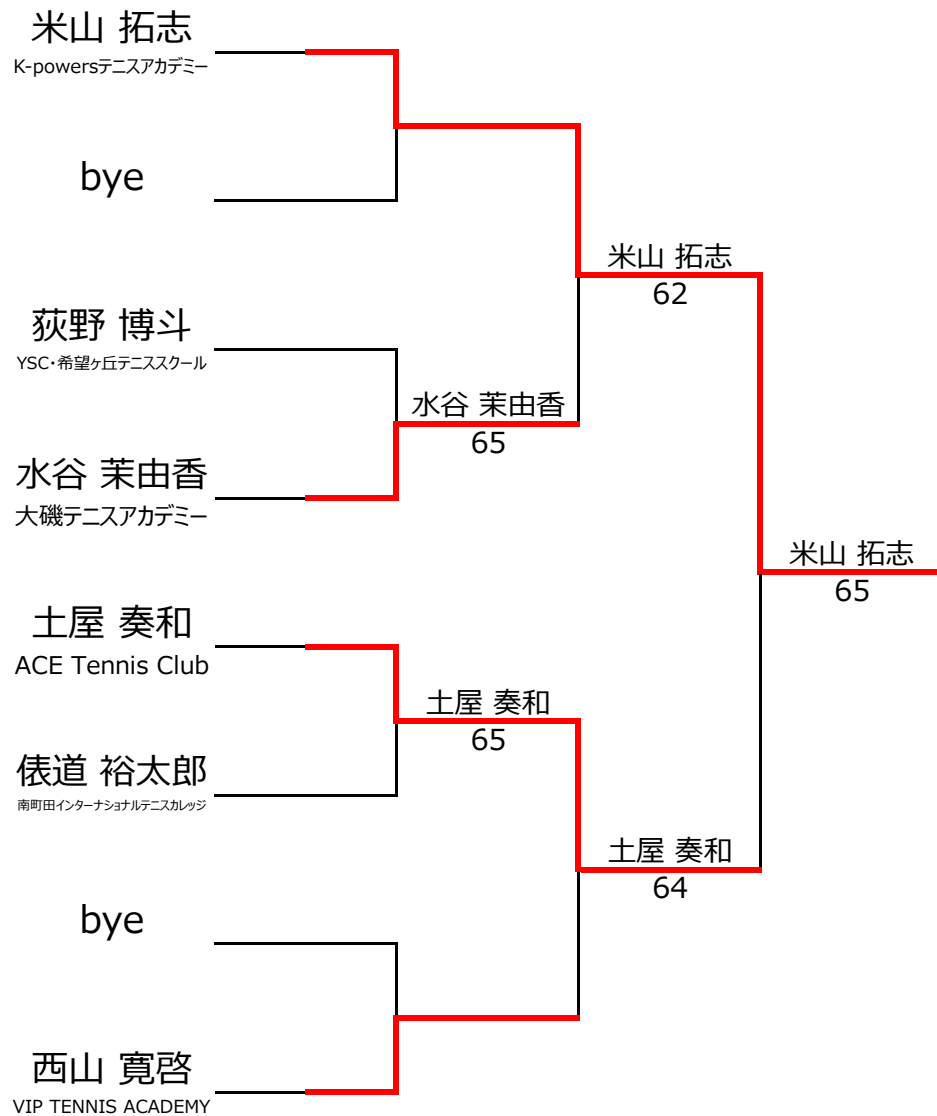 米山 拓志
K-powersテニスアカデミー
bye
米山 拓志
62
荻野 博斗
YSC・希望ヶ丘テニススクール
水谷 茉由香
65
水谷 茉由香
大磯テニスアカデミー
米山 拓志
65
土屋 奏和
ACE Tennis Club
土屋 奏和
65
俵道 裕太郎
南町田インターナショナルテニスカレッジ
土屋 奏和
64
bye
西山 寛啓
VIP TENNIS ACADEMY